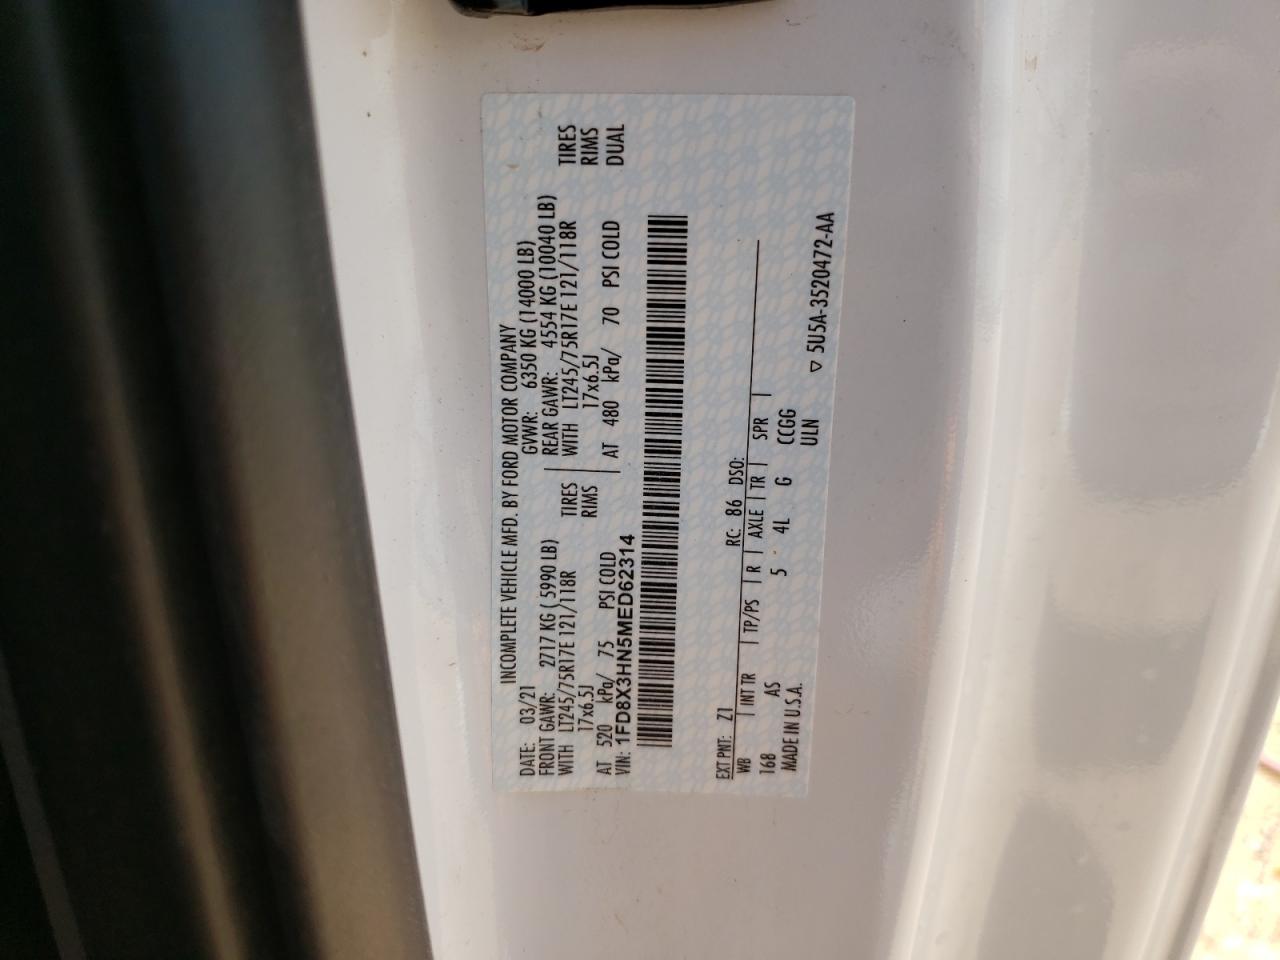 INCOMPLETE VEHICLE MFD. BY FORD MOTOR COMPANY
DATE: 03/21 GVWR: 6350 KG (14000 LB)
FRONT GAWR: 2717 KG (5990 LB) REAR GAWR: 4554 KG (10040 LB)
WITH LT245/75R17E 121/118R TIRES WITH LT245/75R17E 121/118R TIRES
17x6.5J RIMS 17x6.5J RIMS
AT 520 kPa/ 75 PSI COLD AT 480 kPa/ 70 PSI COLD DUAL
VIN: 1FD8X3HN5MED62314
EXT PNT: Z1 RC: 86 DSO:
WB INT TR TP/PS R AXLE TR SPR
168 AS 5 4L G CCGG
MADE IN U.S.A. ULN
▽ 5U5A-3520472-AA